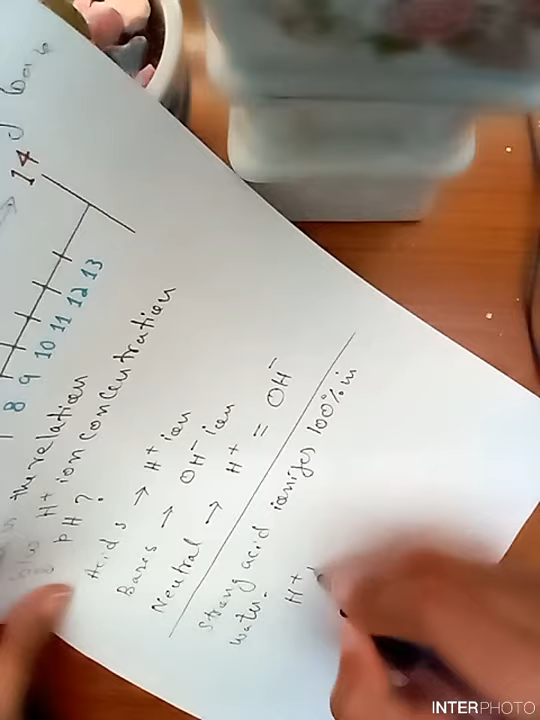 14
8 9 10 11 12 13
the relation
H+ ion concentration
PH?
Acids → H+ ion
Bases → OH- ion
Neutral → H+ = OH-
Strong acid ionizes 100% in
water.
H+
INTERPHOTO